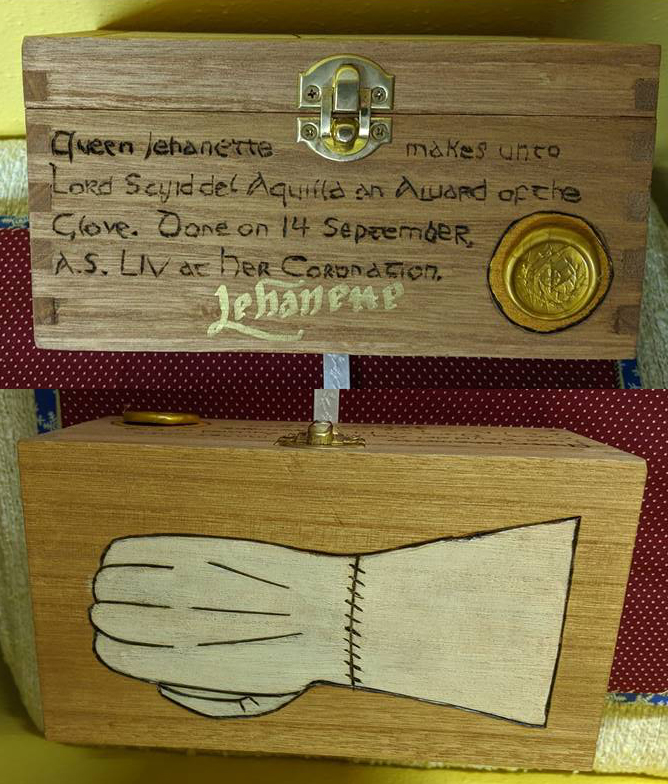 Queen Jehanette makes unto
Lord Scyld del Aquilla an Award of the
Glove. Done on 14 September,
A.S. LIV at her Coronation.
Jehanette